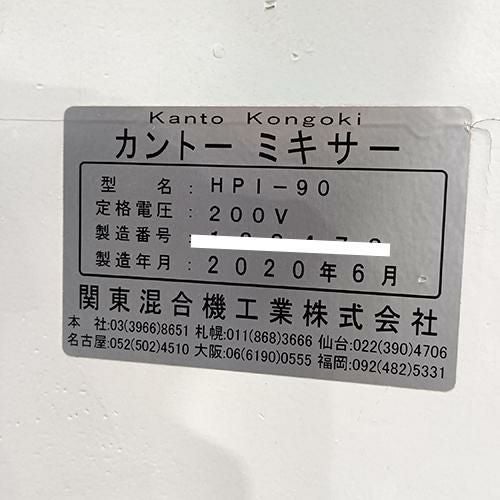 Kanto Kongoki
カントー ミキサー
型名：HPI-90
定格電圧：200V
製造番号：
製造年月：2020年6月
関東混合機工業株式会社
本社:03(3966)8651 札幌:011(868)3666 仙台:022(390)4706
名古屋:052(502)4510 大阪:06(6190)0555 福岡:092(482)5331